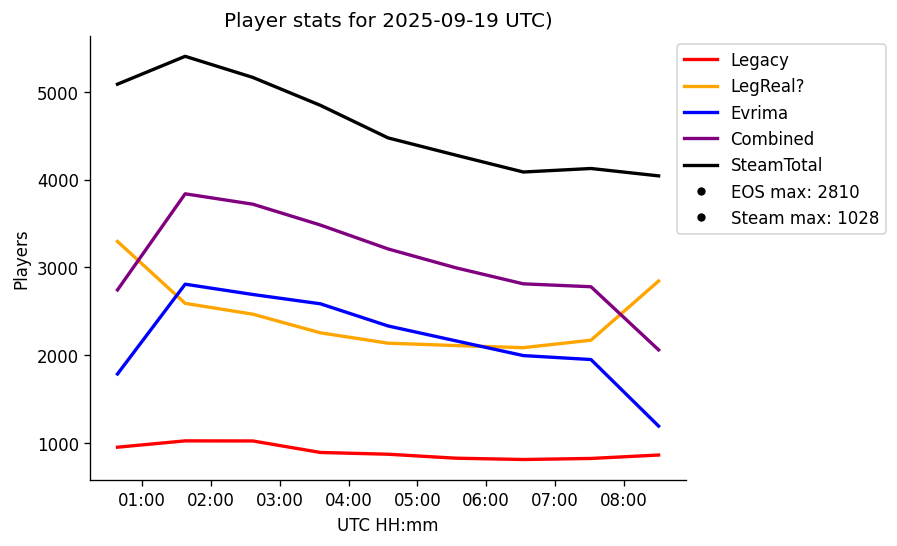 Player stats for 2025-09-19 UTC)
Legacy
LegReal?
Evrima
Combined
SteamTotal
EOS max: 2810
Steam max: 1028
Players
5000
4000
3000
2000
1000
01:00 02:00 03:00 04:00 05:00 06:00 07:00 08:00
UTC HH:mm